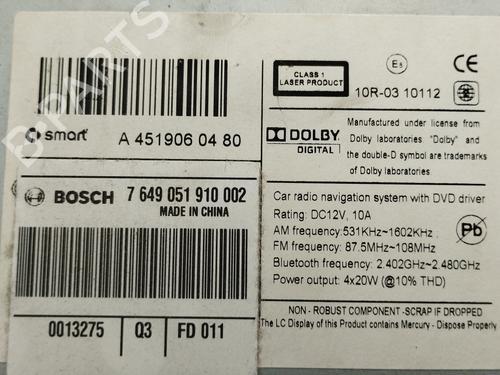 B-PARTS
smart
A 451906 04 80
BOSCH
7 649 051 910 002
MADE IN CHINA
0013275
Q3
FD 011
CLASS 1
LASER PRODUCT
10R-03 10112
CE
DOLBY
DIGITAL
Manufactured under license from
Dolby laboratories "Dolby" and
the double-D symbol are trademarks
of Dolby laboratories.
Car radio navigation system with DVD driver
Rating: DC12V, 10A
AM frequency: 531KHz~1602KHz
FM frequency: 87.5MHz~108MHz
Bluetooth frequency: 2.402GHz~2.480GHz
Power output: 4x20W (@10% THD)
Pb
NON - ROBUST COMPONENT -SCRAP IF DROPPED
The LC Display of this Product contains Mercury - Dispose Properly